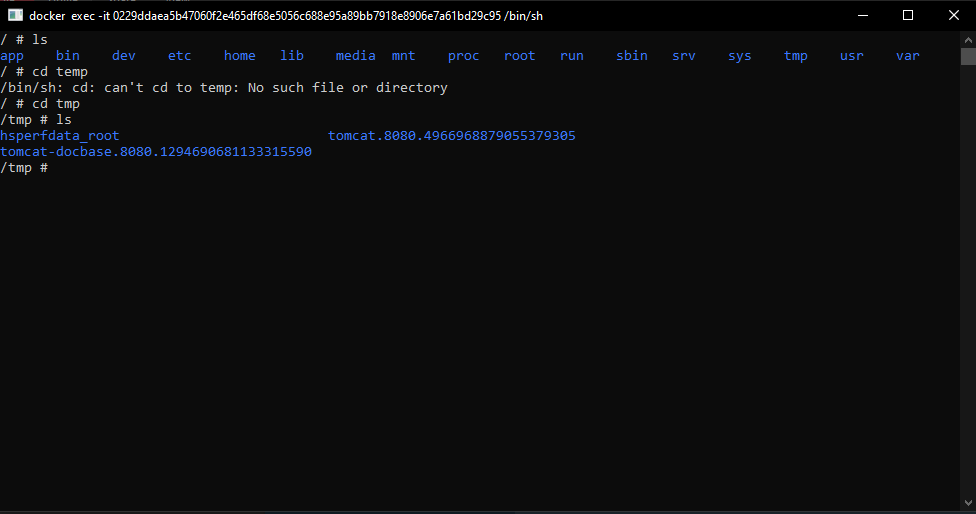 docker exec -it 0229ddaea5b47060f2e465df68e5056c688e95a89bb7918e8906e7a61bd29c95 /bin/sh
/ # ls
app    bin    dev    etc    home   lib    media  mnt    proc   root   run    sbin   srv    sys    tmp    usr    var
/ # cd temp
/bin/sh: cd: can't cd to temp: No such file or directory
/ # cd tmp
/tmp # ls
hsperfdata_root                          tomcat.8080.4966968879055379305
tomcat-docbase.8080.1294690681133315590
/tmp #